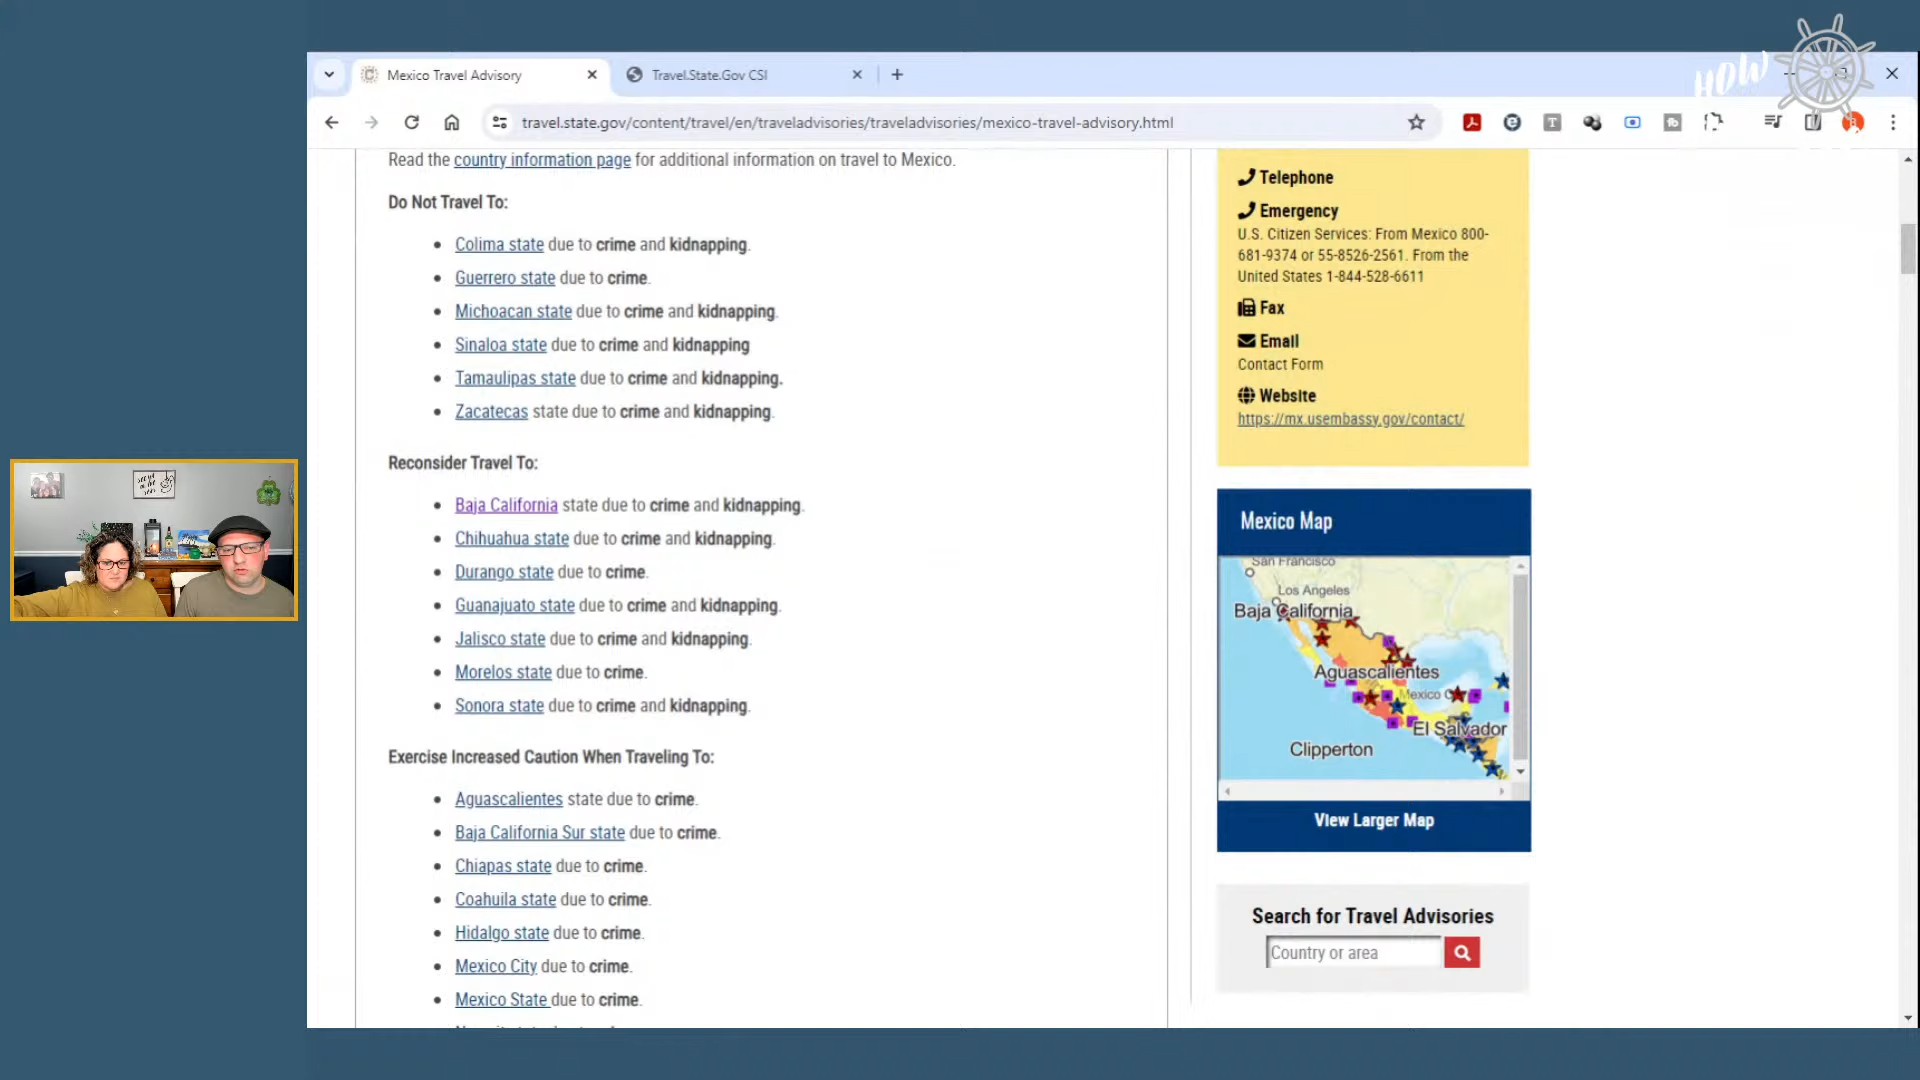 HOW
Mexico Travel Advisory
Travel.State.Gov CSI
travel.state.gov/content/travel/en/traveladvisories/traveladvisories/mexico-travel-advisory.html
Read the country information page for additional information on travel to Mexico.
Do Not Travel To:
• Colima state due to crime and kidnapping.
• Guerrero state due to crime.
• Michoacan state due to crime and kidnapping.
• Sinaloa state due to crime and kidnapping
• Tamaulipas state due to crime and kidnapping.
• Zacatecas state due to crime and kidnapping.
Reconsider Travel To:
• Baja California state due to crime and kidnapping.
• Chihuahua state due to crime and kidnapping.
• Durango state due to crime.
• Guanajuato state due to crime and kidnapping.
• Jalisco state due to crime and kidnapping.
• Morelos state due to crime.
• Sonora state due to crime and kidnapping.
Exercise Increased Caution When Traveling To:
• Aguascalientes state due to crime.
• Baja California Sur state due to crime.
• Chiapas state due to crime.
• Coahuila state due to crime.
• Hidalgo state due to crime.
• Mexico City due to crime.
• Mexico State due to crime.
Telephone
Emergency
U.S. Citizen Services: From Mexico 800-
681-9374 or 55-8526-2561. From the
United States 1-844-528-6611
Fax
Email
Contact Form
Website
https://mx.usembassy.gov/contact/
Mexico Map
San Francisco
Los Angeles
Baja California
Aguascalientes
Mexico
El Salvador
Clipperton
View Larger Map
Search for Travel Advisories
Country or area